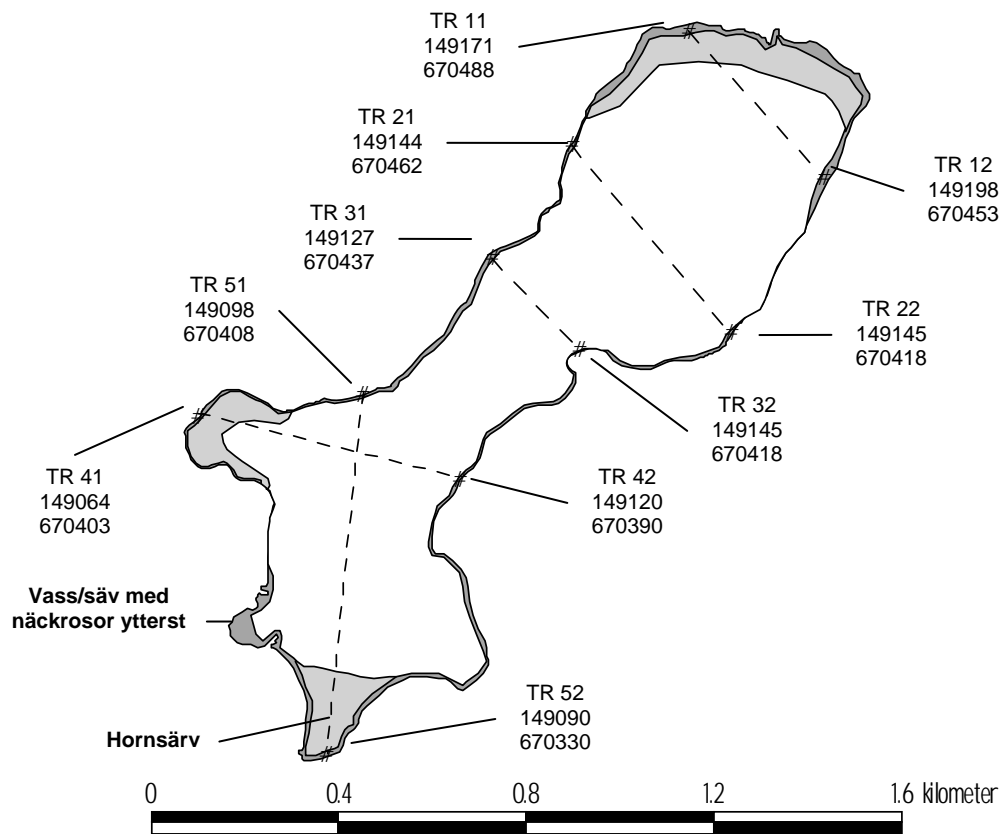 TR 11
149171
670488
TR 21
149144
670462
TR 12
149198
670453
TR 31
149127
670437
TR 51
149098
670408
TR 22
149145
670418
TR 32
149145
670418
TR 41
149064
670403
TR 42
149120
670390
Vass/säv med
näckrosor ytterst
TR 52
149090
670330
Hornsärv
0 0.4 0.8 1.2 1.6 kilometer